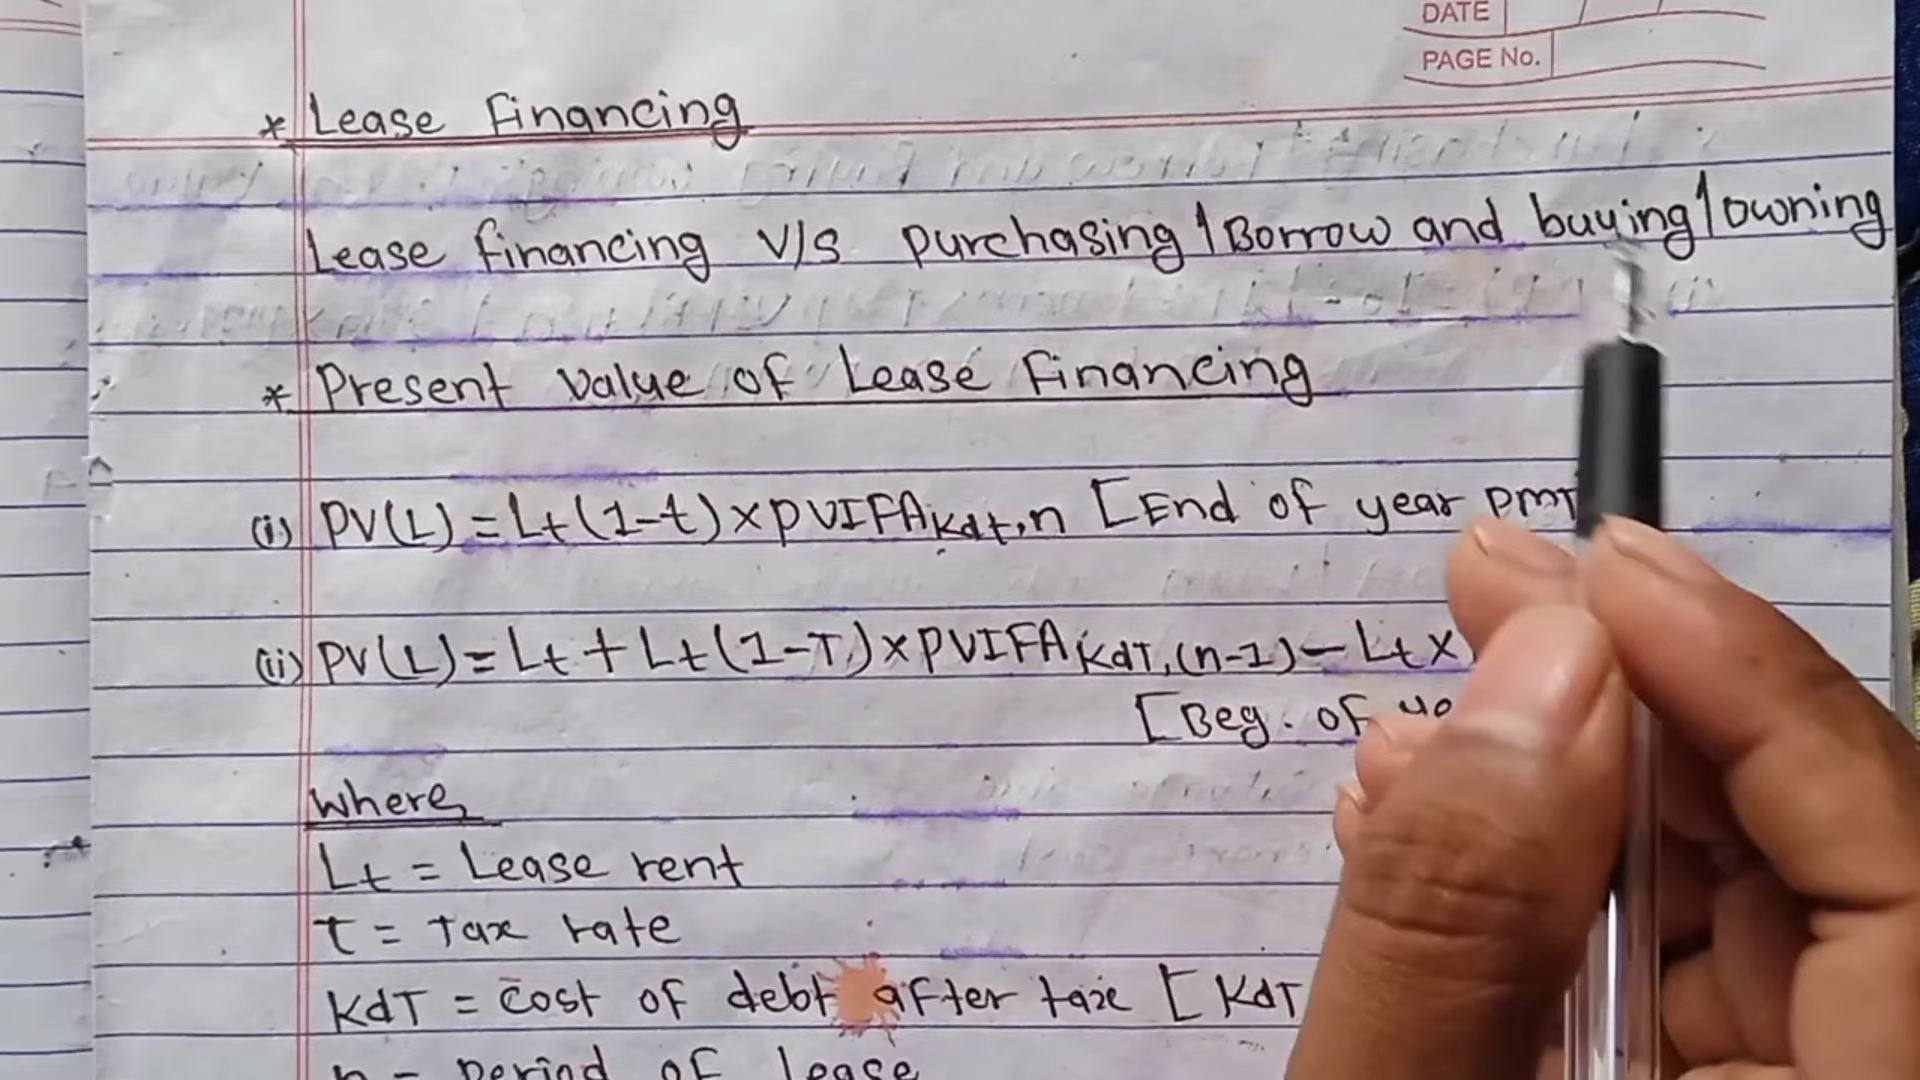 DATE
PAGE No.
* Lease Financing
Lease financing V/S purchasing / Borrow and buying / owning
* Present value of Lease Financing
(i) PV(L) = Lt (1-t) × PVIFA Kdt,n [End of year PMT
(ii) PV(L) = Lt + Lt (1-T) × PVIFA KdT,(n-1) - Lt ×
[Beg. of
where,
Lt = Lease rent
t = Tax rate
KdT = cost of debt after tax [KdT
n = period of lease